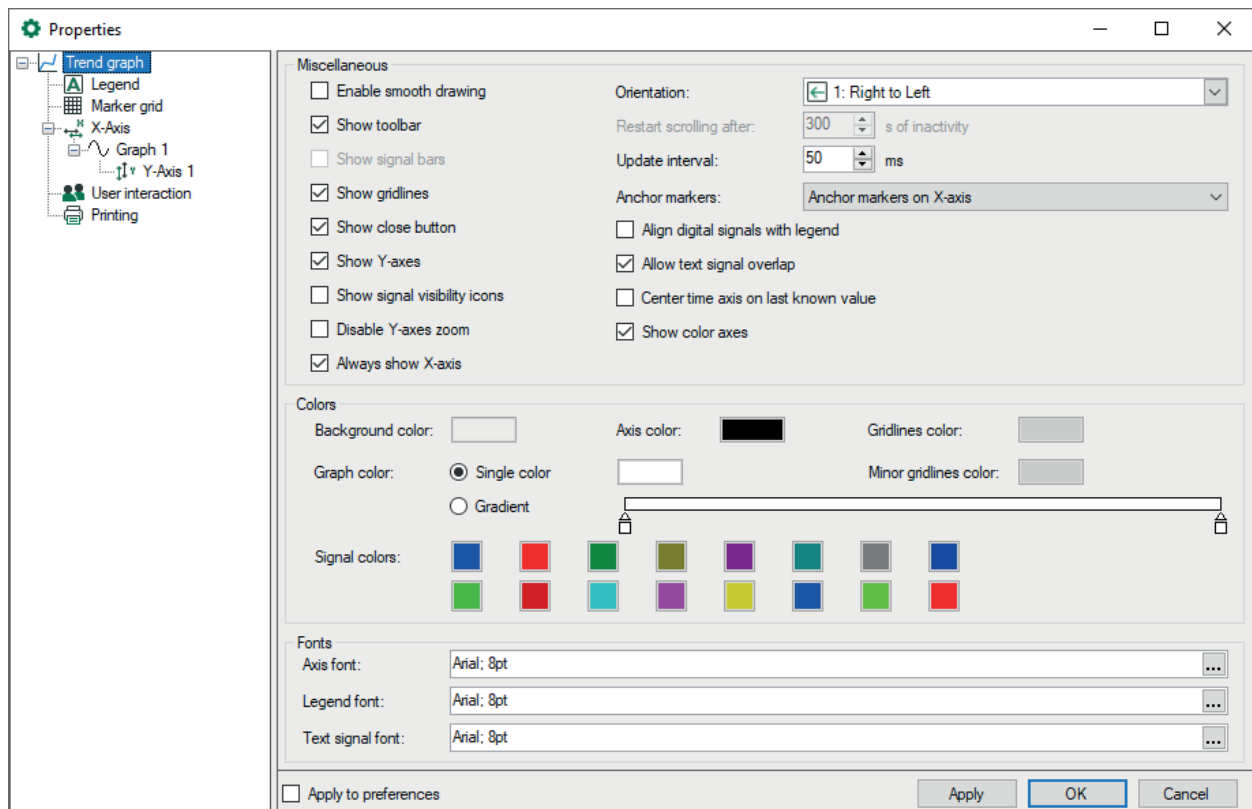 Properties
Trend graph
Legend
Marker grid
X-Axis
Graph 1
Y-Axis 1
User interaction
Printing
Miscellaneous
Enable smooth drawing
Orientation: 1: Right to Left
Show toolbar
Restart scrolling after: 300 s of inactivity
Show signal bars
Update interval: 50 ms
Show gridlines
Anchor markers: Anchor markers on X-axis
Show close button
Align digital signals with legend
Show Y-axes
Allow text signal overlap
Show signal visibility icons
Center time axis on last known value
Disable Y-axes zoom
Show color axes
Always show X-axis
Colors
Background color: Axis color: Gridlines color:
Graph color: Single color Minor gridlines color:
Gradient
Signal colors:
Fonts
Axis font: Arial; 8pt ...
Legend font: Arial; 8pt ...
Text signal font: Arial; 8pt ...
Apply to preferences Apply OK Cancel